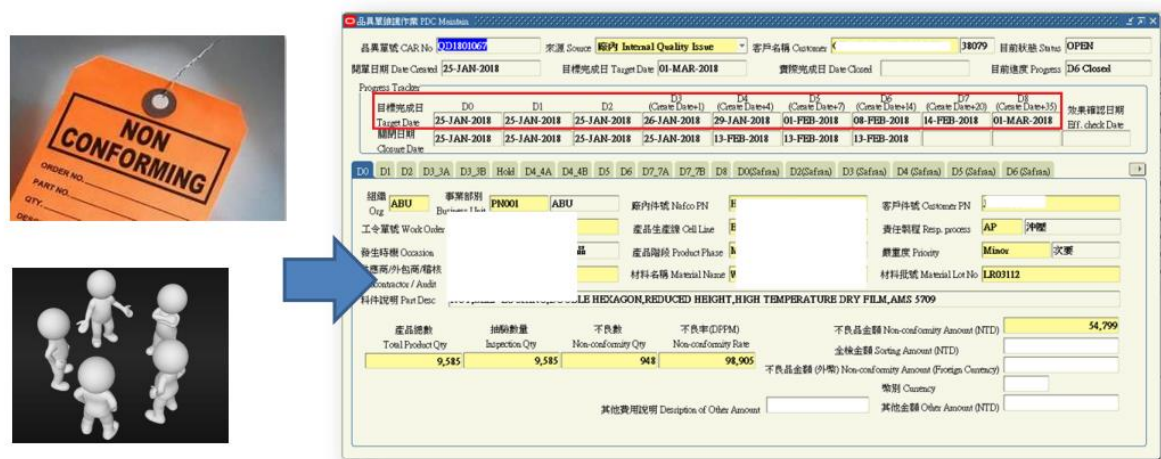 NON
CONFORMING
ORDER NO.
PART NO.
QTY.
品異單維護作業 PDC Maintain
品異單號 CAR No QD1801067 來源 Source 廠內 Internal Quality Issue 客戶名稱 Customer 38079 目前狀態 Status OPEN
開單日期 Date Created 25-JAN-2018 目標完成日 Target Date 01-MAR-2018 實際完成日 Date Closed 目前進度 Progress D6 Closed
Progress Tracker
目標完成日 D0 D1 D2 D3 D4 D5 D6 D7 D8
(Create Date+1) (Create Date+4) (Create Date+7) (Create Date+14) (Create Date+20) (Create Date+35) 效果確認日期
Target Date 25-JAN-2018 25-JAN-2018 25-JAN-2018 26-JAN-2018 29-JAN-2018 01-FEB-2018 08-FEB-2018 14-FEB-2018 01-MAR-2018 Eff. check Date
關閉日期 25-JAN-2018 25-JAN-2018 25-JAN-2018 25-JAN-2018 13-FEB-2018 13-FEB-2018 13-FEB-2018
Closure Date
D0 D1 D2 D3_3A D3_3B Hold D4_4A D4_4B D5 D6 D7_7A D7_7B D8 D0(Safran) D2(Safran) D3 (Safran) D4 (Safran) D5 (Safran) D6 (Safran)
組織 事業部別
Org ABU Business Unit PN001 ABU 廠內件號 Nafco PN 客戶件號 Customer PN
工令單號 Work Order 產品生產線 Cell Line 責任製程 Resp. process AP 沖壓
發生時機 Occasion 品 產品階段 Product Phase 嚴重度 Priority Minor 次要
供應商/外包商/稽核
contractor / Audit 材料名稱 Material Name 材料批號 Material Lot No LR03112
料件說明 Part Desc HEXAGON,REDUCED HEIGHT,HIGH TEMPERATURE DRY FILM,AMS 5709
產品總數 抽驗數量 不良數 不良率(DPPM) 不良品金額 Non-conformity Amount (NTD) 54,799
Total Product Qty Inspection Qty Non-conformity Qty Non-conformity Rate
全檢金額 Sorting Amount (NTD)
9,585 9,585 948 98,905
不良品金額 (外幣) Non-conformity Amount (Froeign Currency)
幣別 Currency
其他費用說明 Desription of Other Amount 其他金額 Other Amount (NTD)